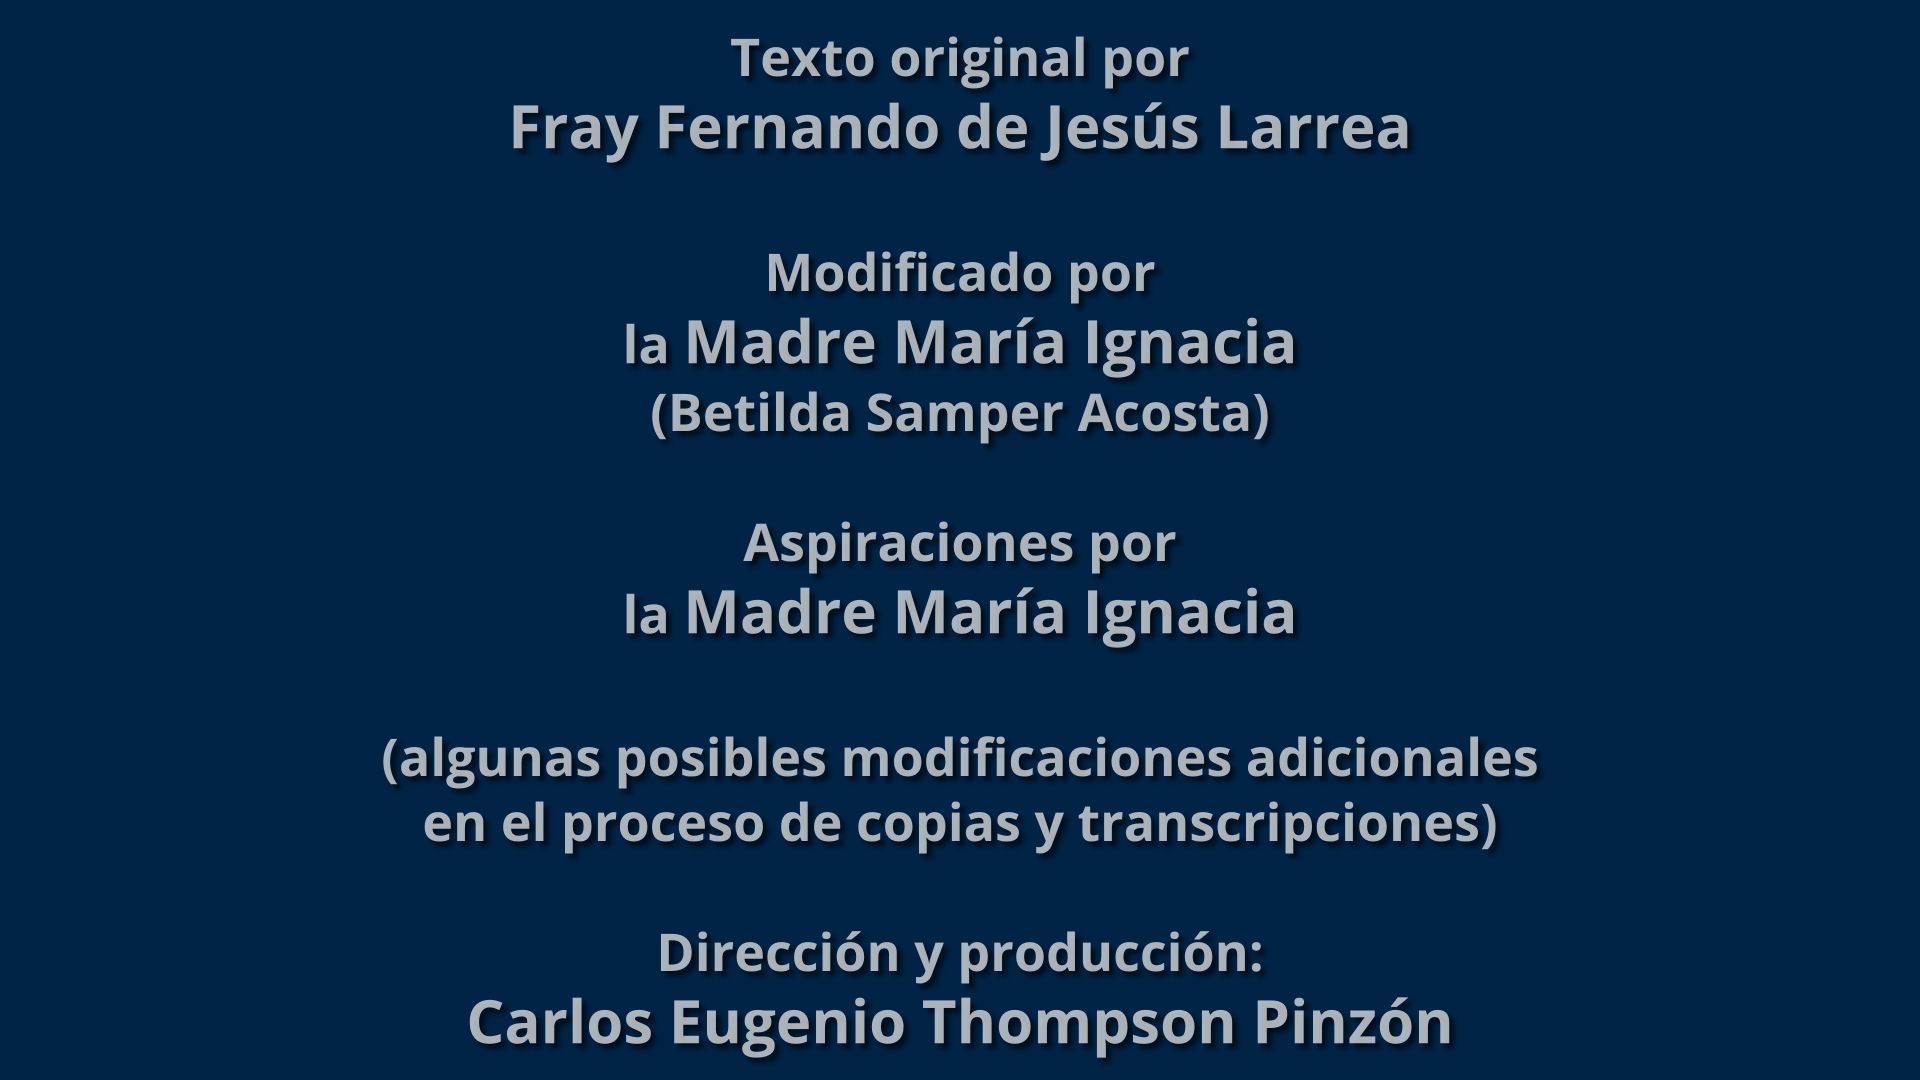 Texto original por
Fray Fernando de Jesús Larrea
Modificado por
la Madre María Ignacia
(Betilda Samper Acosta)
Aspiraciones por
la Madre María Ignacia
(algunas posibles modificaciones adicionales
en el proceso de copias y transcripciones)
Dirección y producción:
Carlos Eugenio Thompson Pinzón